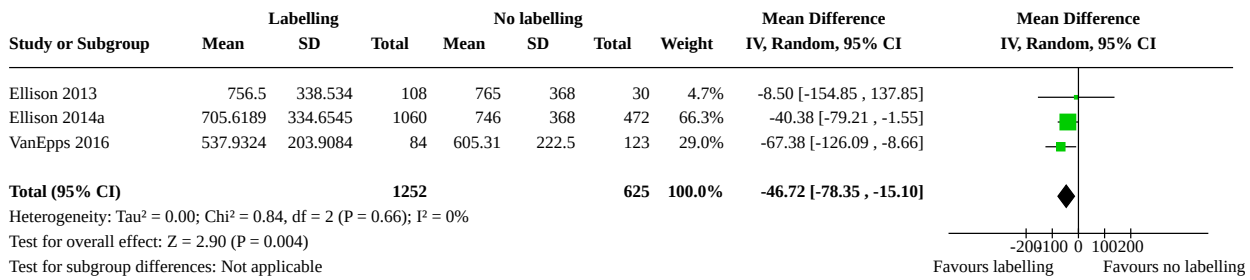 Labelling No labelling Mean Difference Mean Difference
Study or Subgroup Mean SD Total Mean SD Total Weight IV, Random, 95% CI IV, Random, 95% CI
Ellison 2013 756.5 338.534 108 765 368 30 4.7% -8.50 [-154.85 , 137.85]
Ellison 2014a 705.6189 334.6545 1060 746 368 472 66.3% -40.38 [-79.21 , -1.55]
VanEpps 2016 537.9324 203.9084 84 605.31 222.5 123 29.0% -67.38 [-126.09 , -8.66]
Total (95% CI) 1252 625 100.0% -46.72 [-78.35 , -15.10]
Heterogeneity: Tau² = 0.00; Chi² = 0.84, df = 2 (P = 0.66); I² = 0%
Test for overall effect: Z = 2.90 (P = 0.004) -200 -100 0 100 200
Test for subgroup differences: Not applicable Favours labelling Favours no labelling